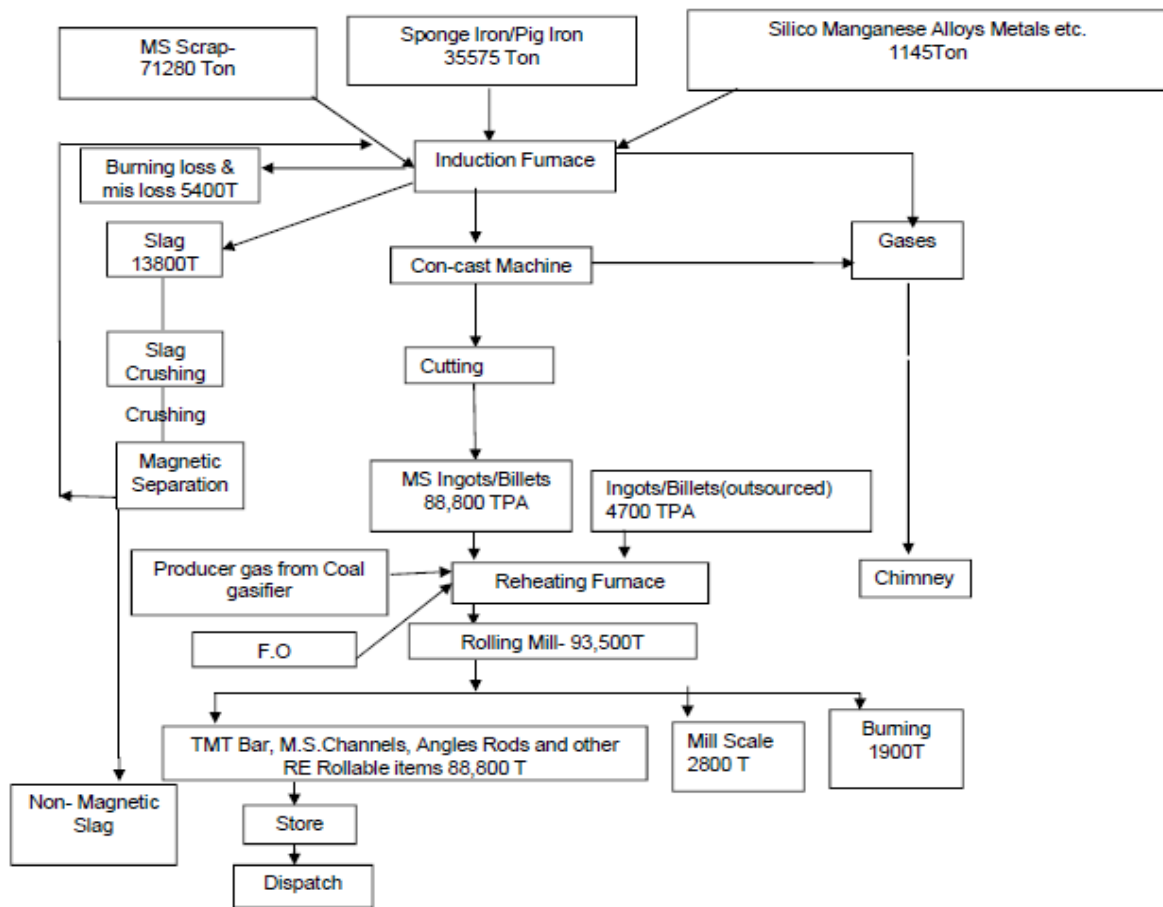 MS Scrap-
71280 Ton
Sponge Iron/Pig Iron
35575 Ton
Silico Manganese Alloys Metals etc.
1145Ton
Induction Furnace
Burning loss &
mis loss 5400T
Slag
13800T
Con-cast Machine
Gases
Slag
Crushing
Cutting
Crushing
Magnetic
Separation
MS Ingots/Billets
88,800 TPA
Ingots/Billets(outsourced)
4700 TPA
Producer gas from Coal
gasifier
Reheating Furnace
Chimney
F.O
Rolling Mill- 93,500T
TMT Bar, M.S.Channels, Angles Rods and other
RE Rollable items 88,800 T
Mill Scale
2800 T
Burning
1900T
Non- Magnetic
Slag
Store
Dispatch